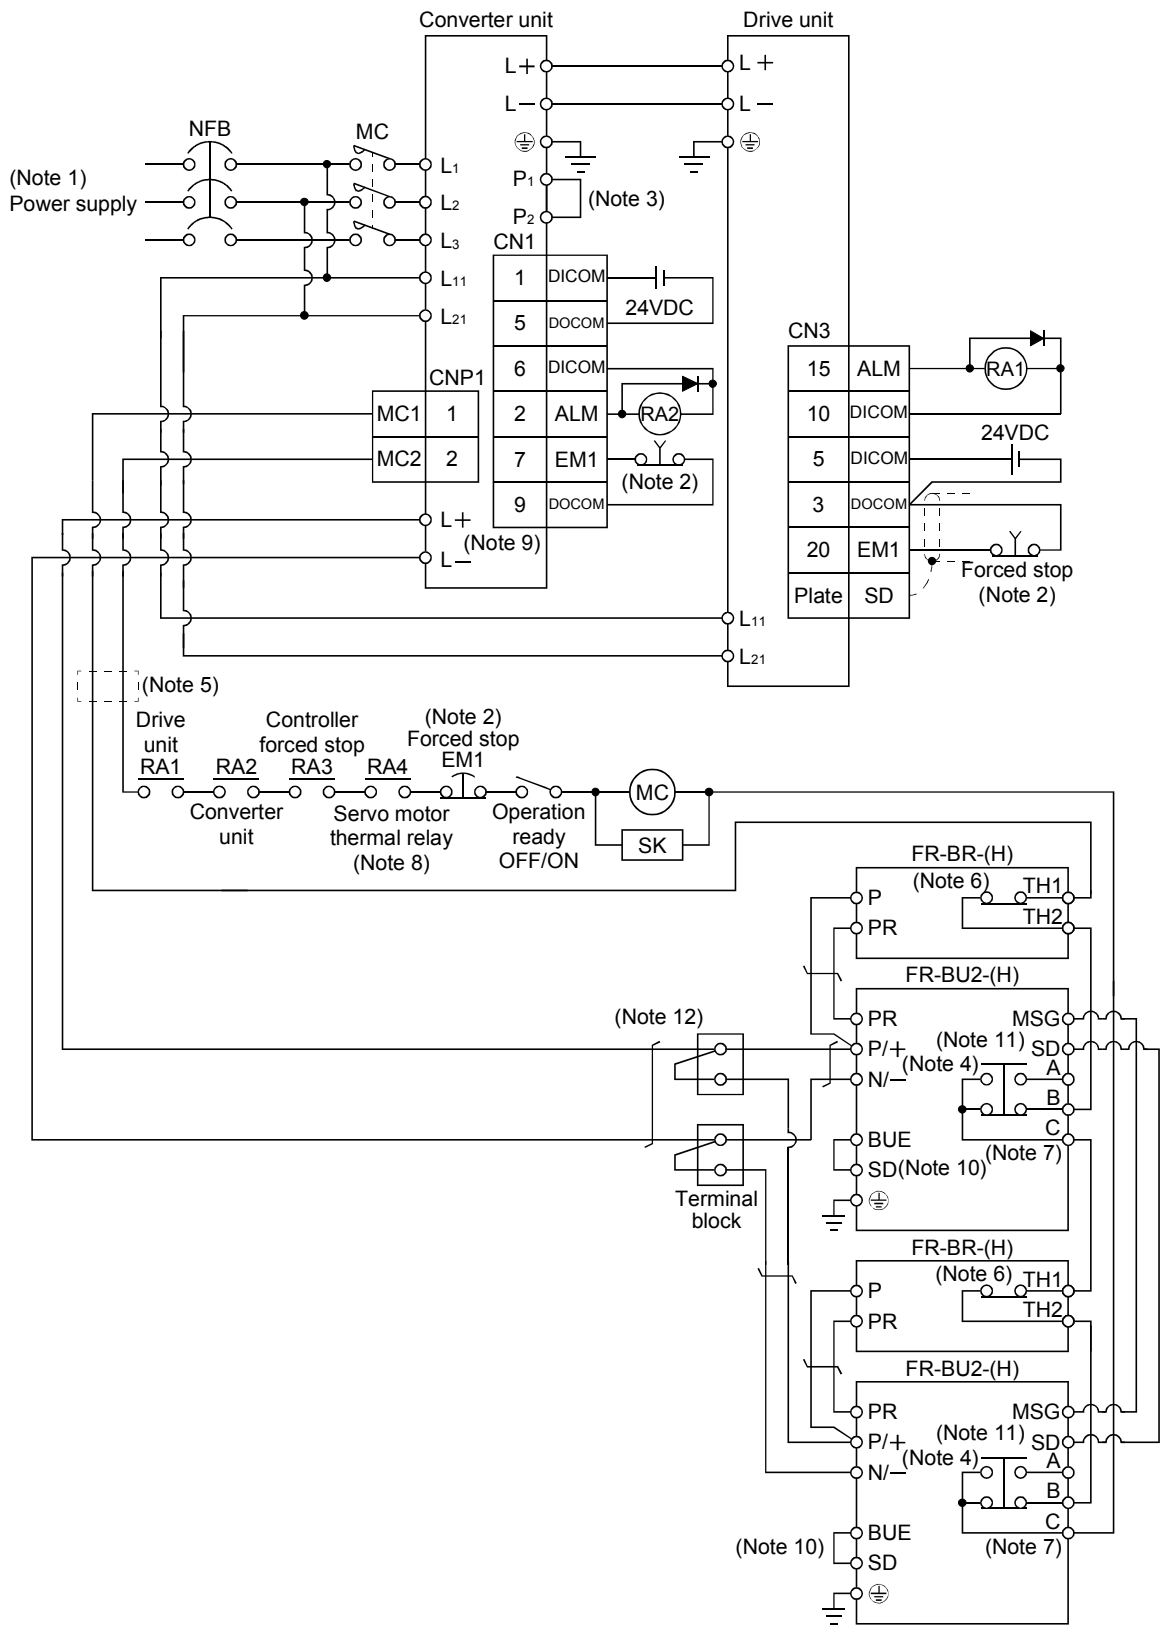 Converter unit
Drive unit
L+
L+
L−
L−
NFB
MC
(Note 1)
Power supply
L1
P1
(Note 3)
L2
P2
L3
CN1
L11
1 DICOM
24VDC
L21
5 DOCOM
CN3
6 DICOM
15 ALM
RA1
CNP1
MC1 1
2 ALM
RA2
10 DICOM
24VDC
MC2 2
7 EM1
(Note 2)
5 DICOM
9 DOCOM
3 DOCOM
L+
(Note 9)
L−
20 EM1
Forced stop
(Note 2)
Plate SD
L11
L21
(Note 5)
Drive
unit
RA1
RA2
Converter
unit
Controller
forced stop
RA3
RA4
Servo motor
thermal relay
(Note 8)
(Note 2)
Forced stop
EM1
Operation
ready
OFF/ON
MC
SK
FR-BR-(H)
(Note 6)
P
TH1
PR
TH2
FR-BU2-(H)
(Note 12)
PR
MSG
(Note 11)
P/+
SD
(Note 4)
A
N/−
B
C
BUE
(Note 7)
SD
(Note 10)
Terminal
block
FR-BR-(H)
(Note 6)
P
TH1
PR
TH2
FR-BU2-(H)
PR
MSG
(Note 11)
P/+
SD
(Note 4)
A
N/−
B
C
BUE
(Note 7)
(Note 10)
SD